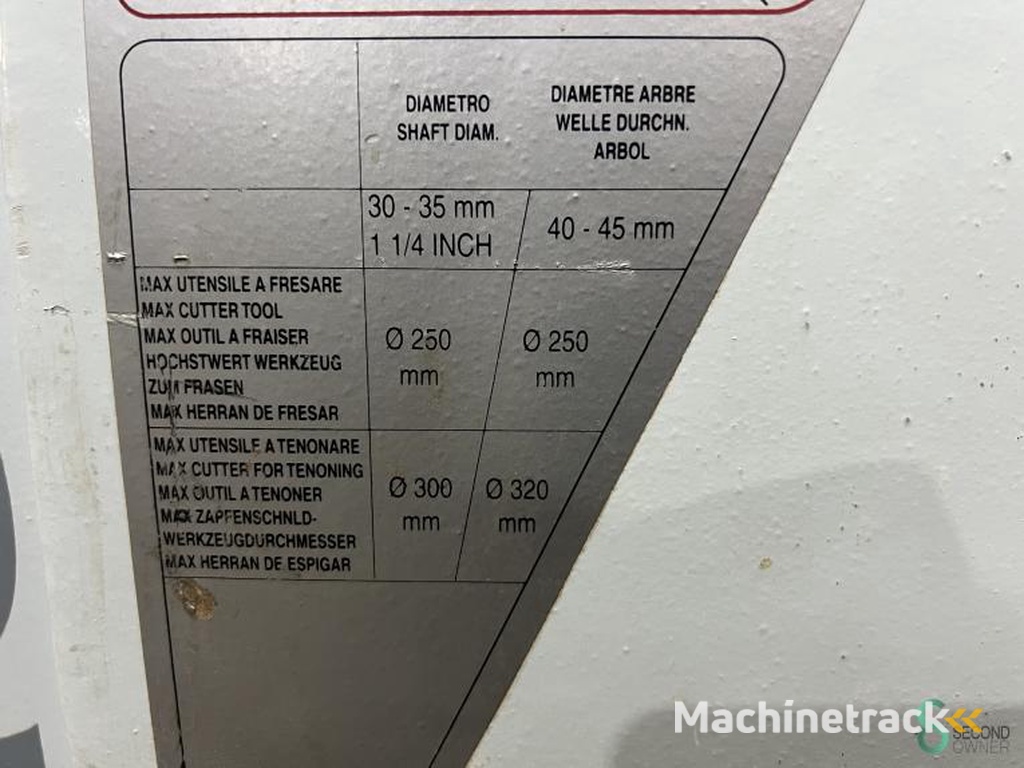 DIAMETRO
SHAFT DIAM.
DIAMETRE ARBRE
WELLE DURCHN.
ARBOL
30 - 35 mm
1 1/4 INCH
40 - 45 mm
MAX UTENSILE A FRESARE
MAX CUTTER TOOL
MAX OUTIL A FRAISER
HOCHSTWERT WERKZEUG
ZUM FRASEN
MAX HERRAN DE FRESAR
Ø 250
mm
Ø 250
mm
MAX UTENSILE A TENONARE
MAX CUTTER FOR TENONING
MAX OUTIL A TENONER
MAX ZAPFENSCHNLD-
WERKZEUGDURCHMESSER
MAX HERRAN DE ESPIGAR
Ø 300
mm
Ø 320
mm
Machinetrack
SECOND
OWNER